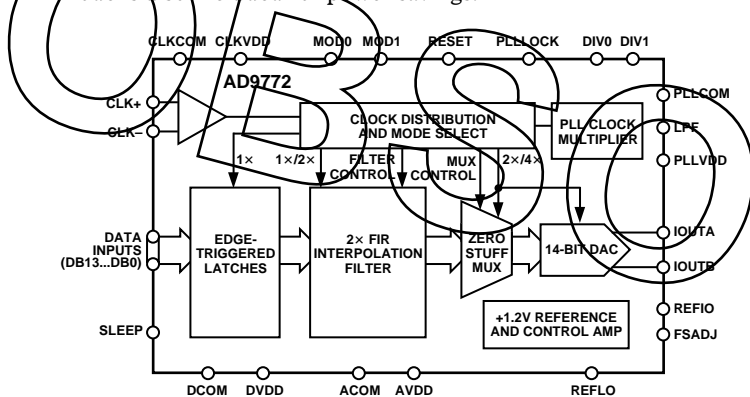 CLKCOM CLKVDD MOD0 MOD1 RESET PLLLOCK DIV0 DIV1
AD9772
PLLCOM
CLK+
CLOCK DISTRIBUTION
AND MODE SELECT
PLL CLOCK
MULTIPLIER
LPF
CLK–
PLLVDD
1× 1×/2×
FILTER
CONTROL
MUX
CONTROL
2×/4×
DATA
INPUTS
(DB13...DB0)
EDGE-
TRIGGERED
LATCHES
2× FIR
INTERPOLATION
FILTER
ZERO
STUFF
MUX
14-BIT DAC
IOUTA
IOUTB
REFIO
+1.2V REFERENCE
AND CONTROL AMP
FSADJ
SLEEP
DCOM DVDD ACOM AVDD REFLO